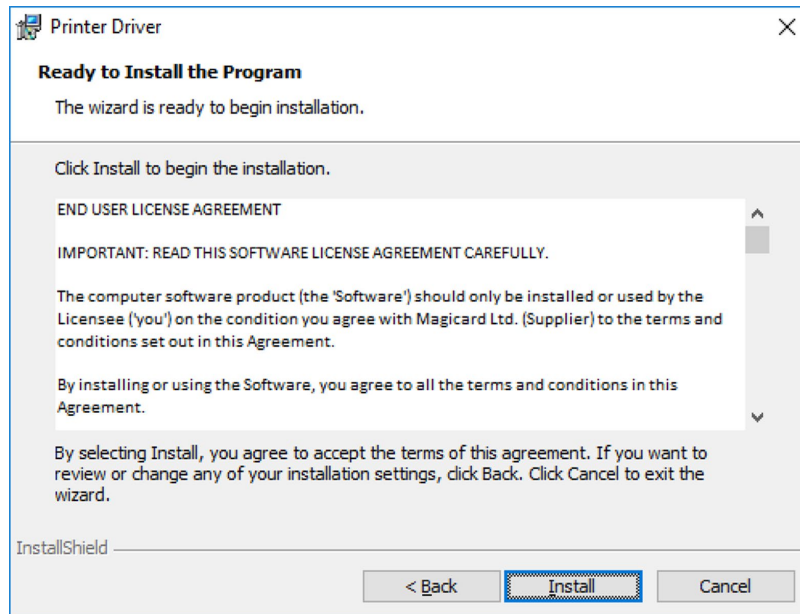 Printer Driver
Ready to Install the Program
The wizard is ready to begin installation.
Click Install to begin the installation.
END USER LICENSE AGREEMENT
IMPORTANT: READ THIS SOFTWARE LICENSE AGREEMENT CAREFULLY.
The computer software product (the 'Software') should only be installed or used by the
Licensee ('you') on the condition you agree with Magicard Ltd. (Supplier) to the terms and
conditions set out in this Agreement.
By installing or using the Software, you agree to all the terms and conditions in this
Agreement.
By selecting Install, you agree to accept the terms of this agreement. If you want to
review or change any of your installation settings, click Back. Click Cancel to exit the
wizard.
InstallShield
< Back
Install
Cancel